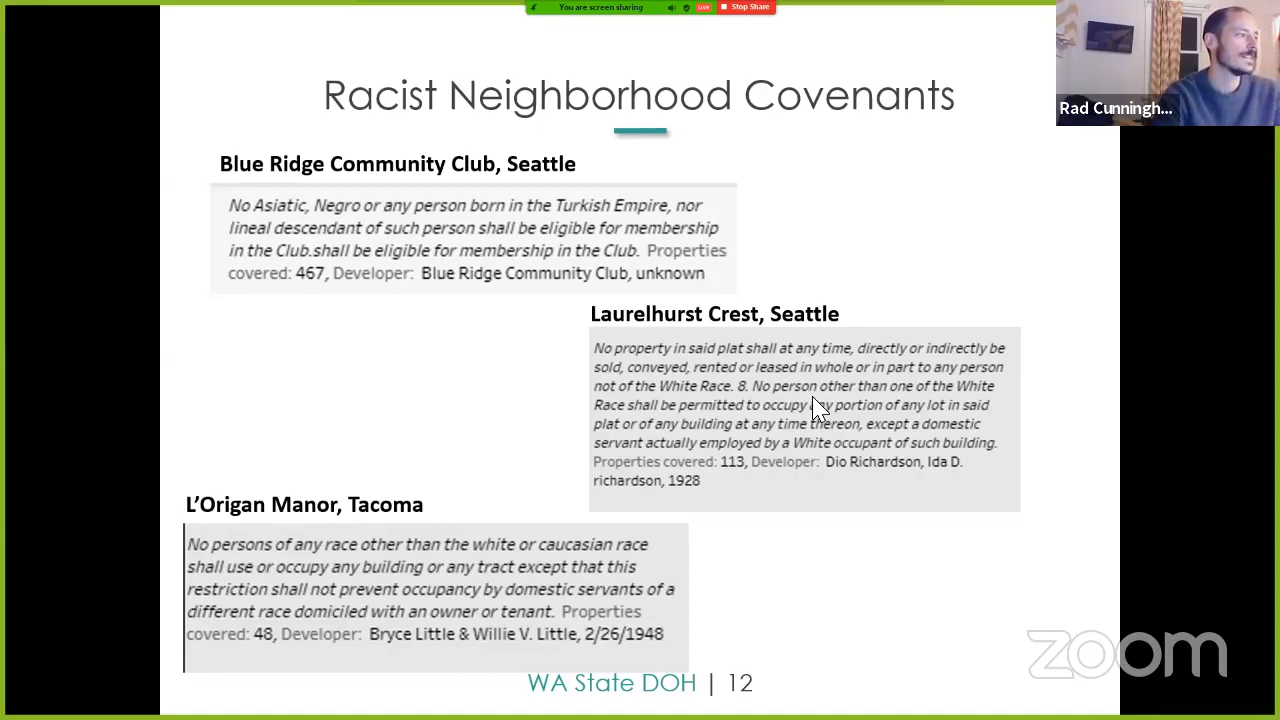 You are screen sharing
LIVE
Stop Share
Rad Cunningh...
Racist Neighborhood Covenants
Blue Ridge Community Club, Seattle
No Asiatic, Negro or any person born in the Turkish Empire, nor
lineal descendant of such person shall be eligible for membership
in the Club.shall be eligible for membership in the Club. Properties
covered: 467, Developer: Blue Ridge Community Club, unknown
Laurelhurst Crest, Seattle
No property in said plat shall at any time, directly or indirectly be
sold, conveyed, rented or leased in whole or in part to any person
not of the White Race. 8. No person other than one of the White
Race shall be permitted to occupy any portion of any lot in said
plat or of any building at any time thereon, except a domestic
servant actually employed by a White occupant of such building.
Properties covered: 113, Developer: Dio Richardson, Ida D.
richardson, 1928
L'Origan Manor, Tacoma
No persons of any race other than the white or caucasian race
shall use or occupy any building or any tract except that this
restriction shall not prevent occupancy by domestic servants of a
different race domiciled with an owner or tenant. Properties
covered: 48, Developer: Bryce Little & Willie V. Little, 2/26/1948
WA State DOH | 12
zoom